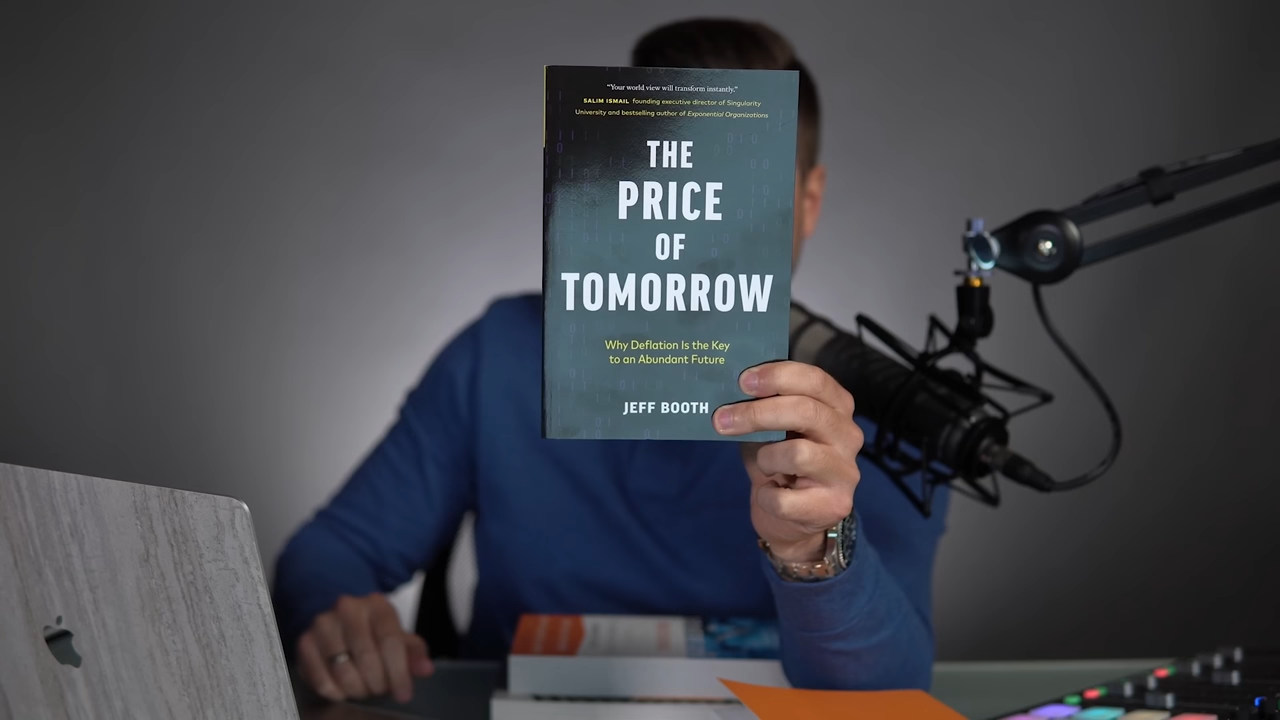 “Your world view will transform instantly.”
SALIM ISMAIL founding executive director of Singularity
University and bestselling author of Exponential Organizations
THE
PRICE
OF
TOMORROW
Why Deflation Is the Key
to an Abundant Future
JEFF BOOTH